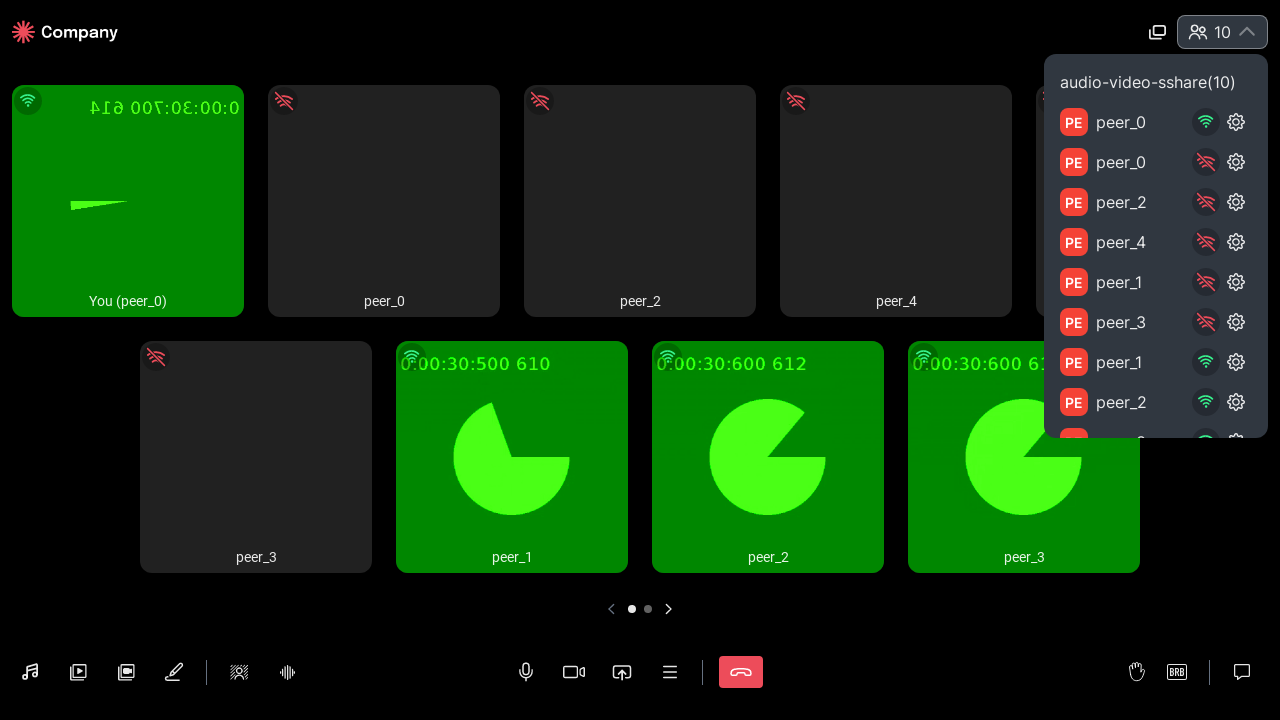 Company
10
audio-video-sshare(10)
PE peer_0
PE peer_0
PE peer_2
PE peer_4
PE peer_1
PE peer_3
PE peer_1
PE peer_2
0:00:30:700 614
You (peer_0)
peer_0
peer_2
peer_4
peer_3
0:00:30:500 610
peer_1
0:00:30:600 612
peer_2
0:00:30:600
peer_3
BRB